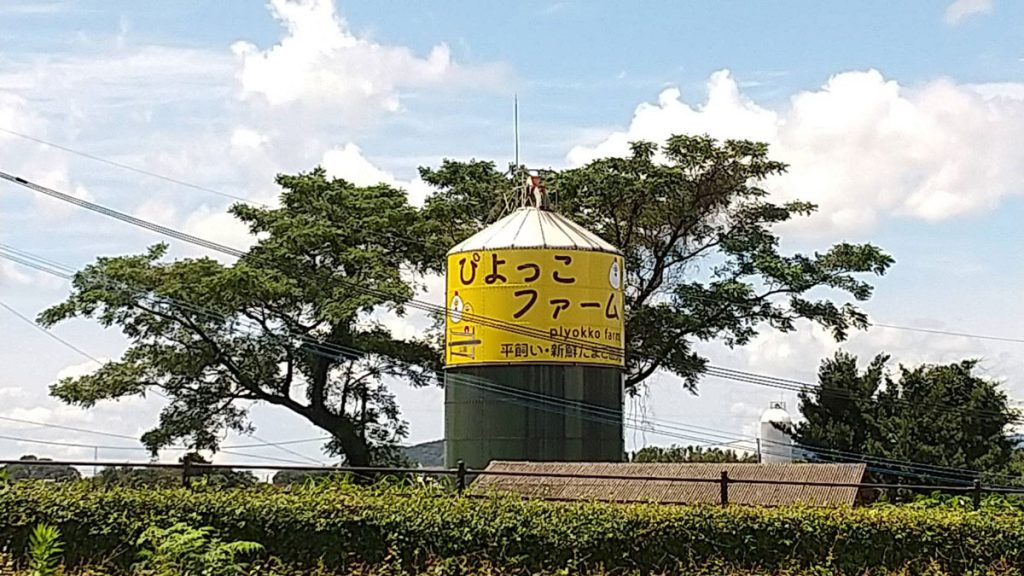 ぴよっこ
ファーム
piyokko farm
平飼い・新鮮たまご